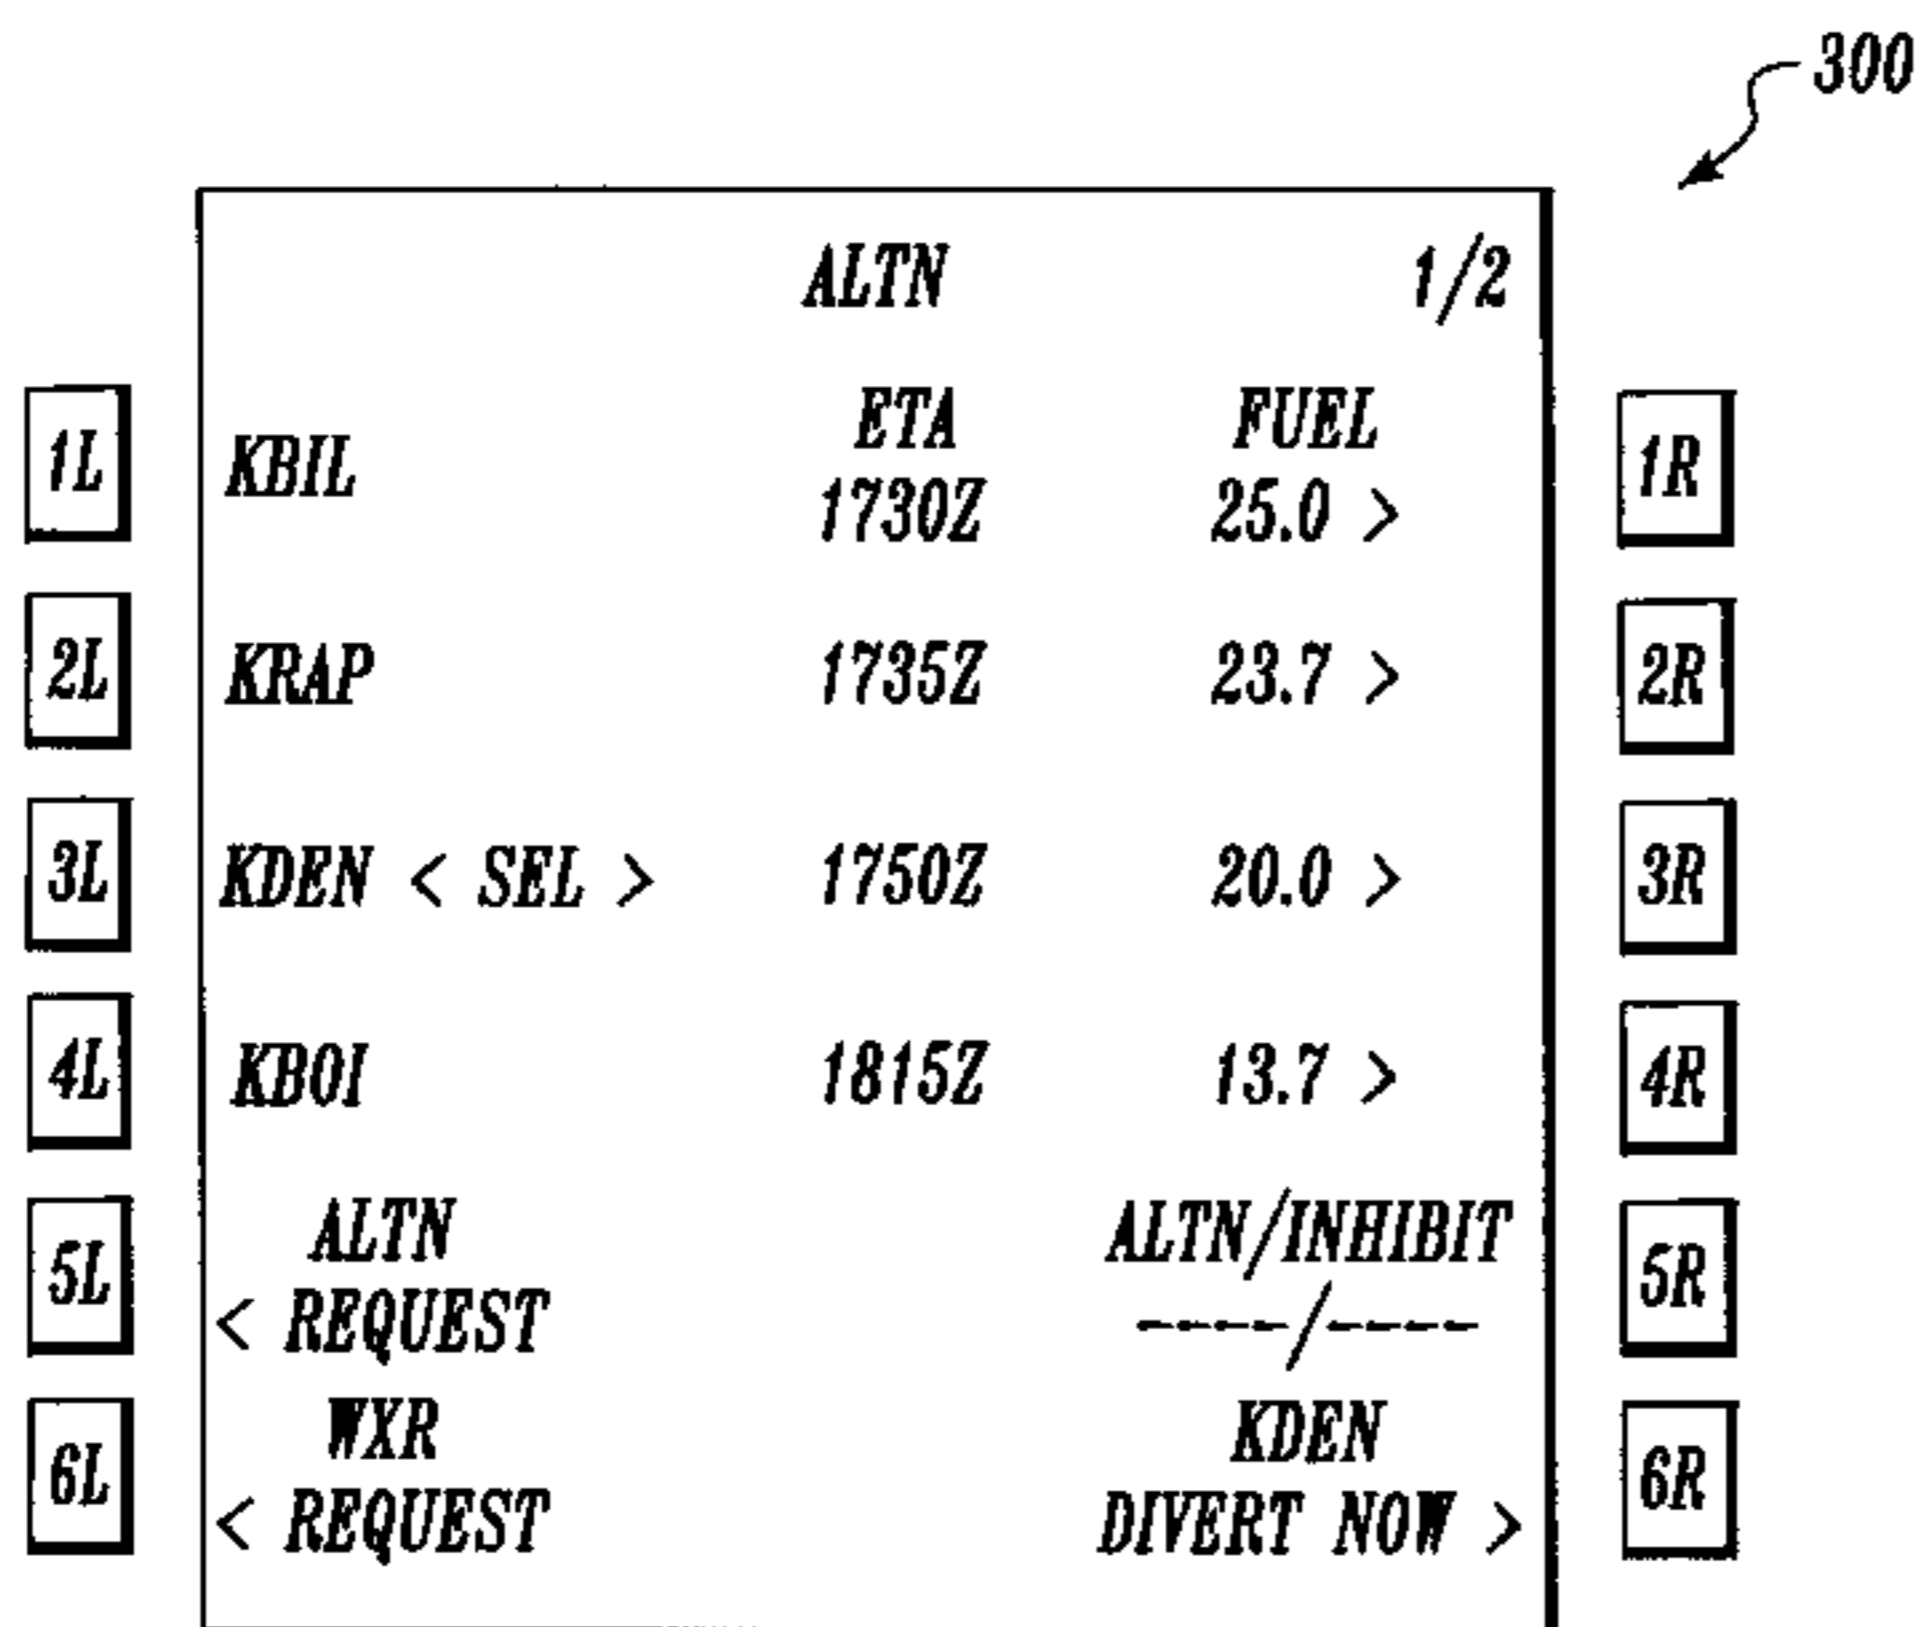 300
ALTN 1/2
ETA FUEL
1L KBIL 1730Z 25.0 > 1R
2L KRAP 1735Z 23.7 > 2R
3L KDEN < SEL > 1750Z 20.0 > 3R
4L KBOI 1815Z 13.7 > 4R
ALTN ALTN/INHIBIT
5L < REQUEST ----/---- 5R
WXR KDEN
6L < REQUEST DIVERT NOW > 6R